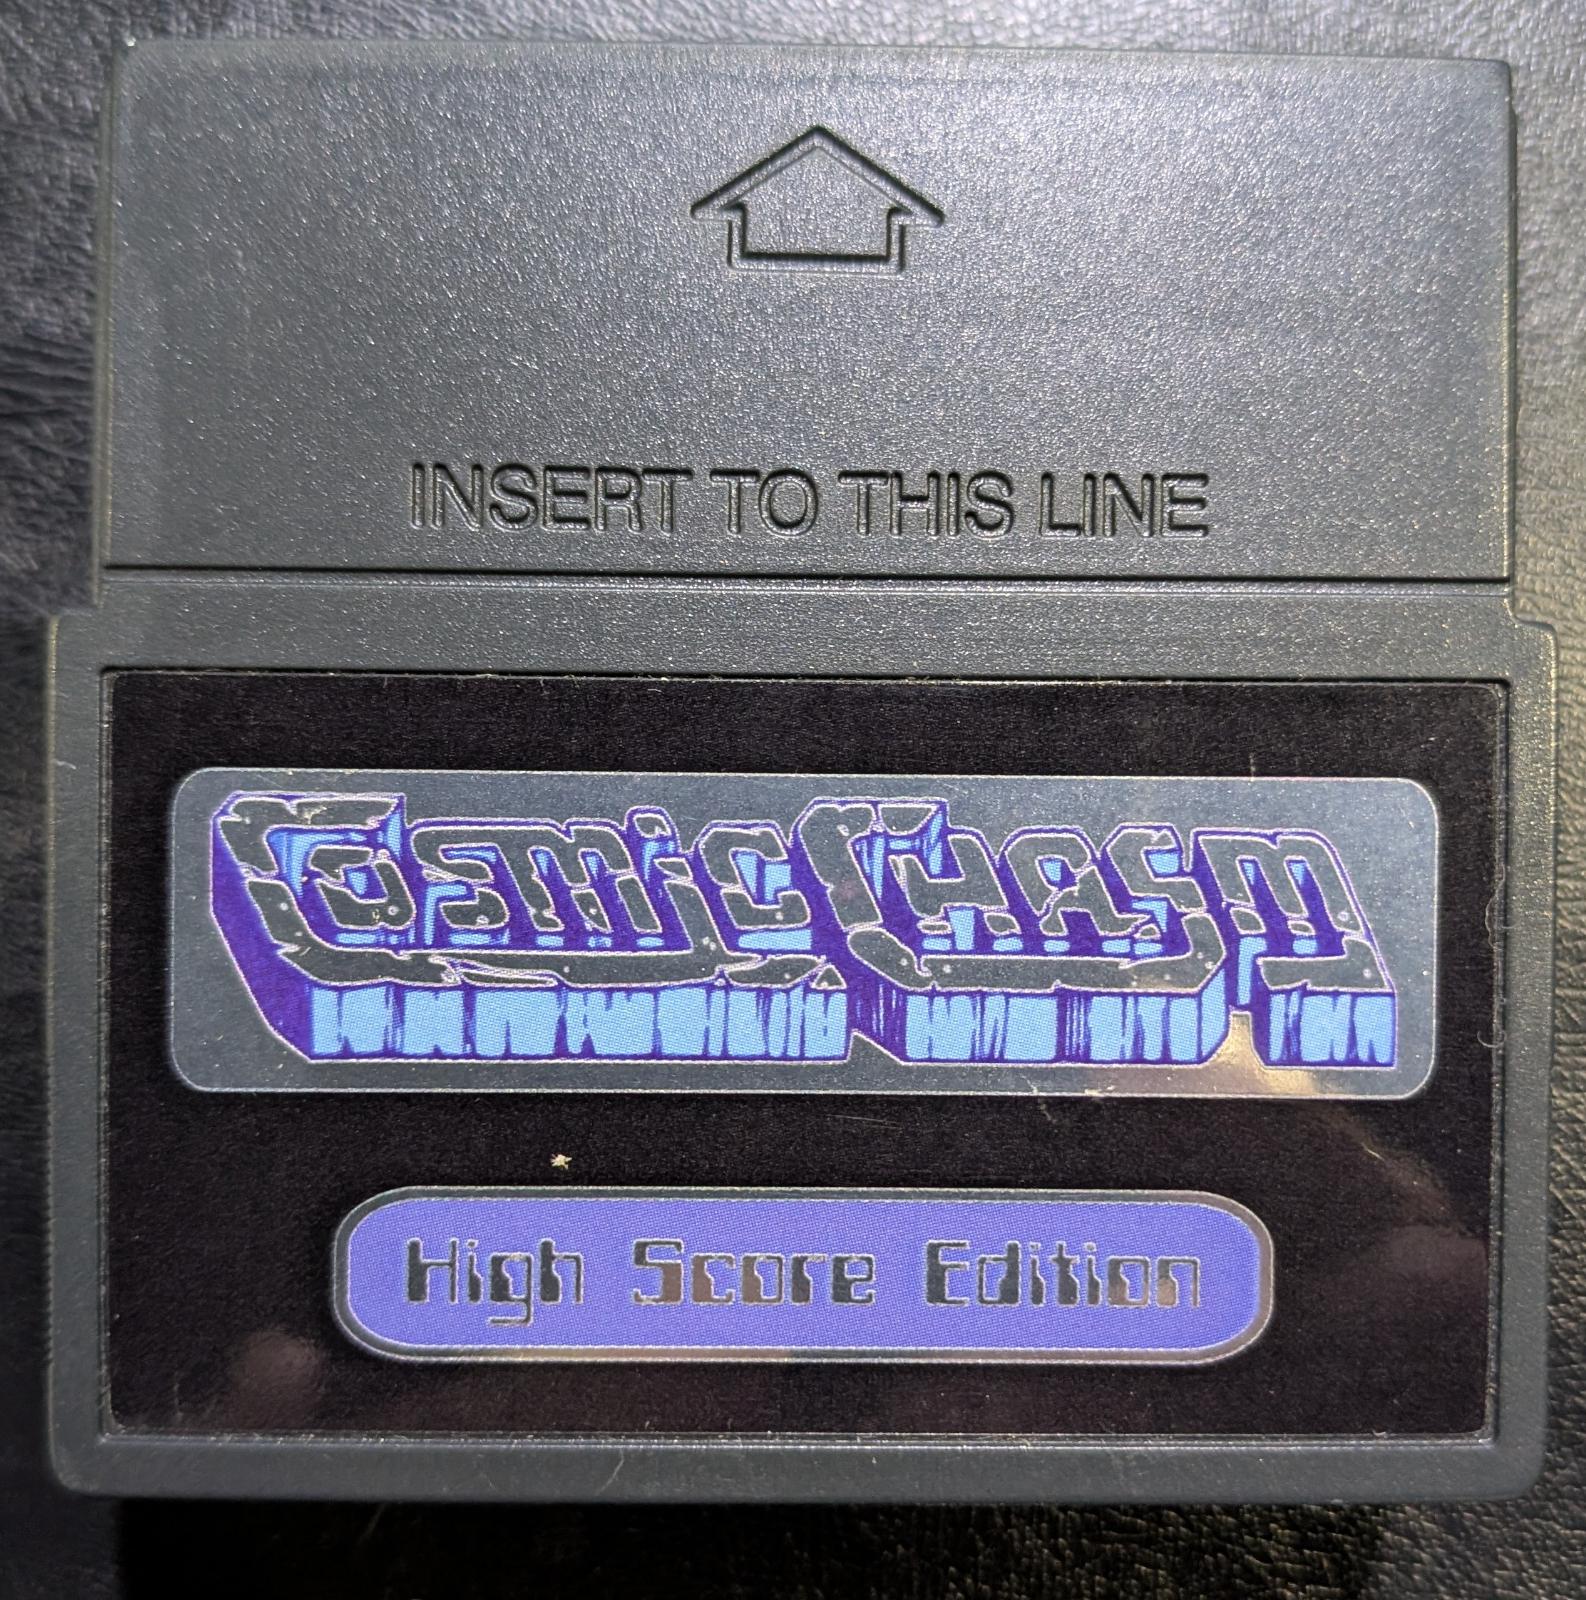 INSERT TO THIS LINE
Cosmic Chasm
High Score Edition